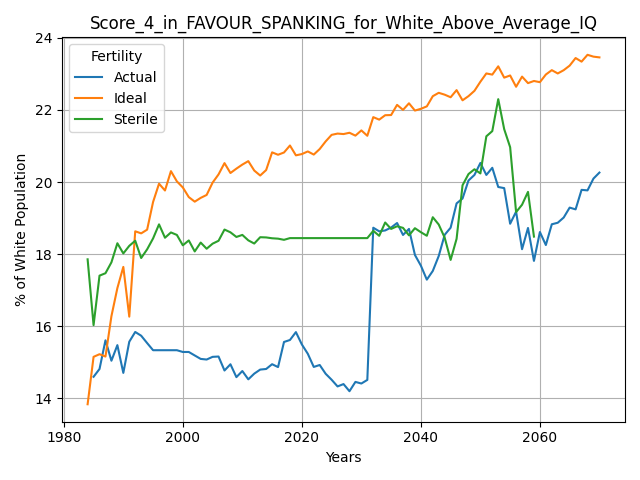 Score_4_in_FAVOUR_SPANKING_for_White_Above_Average_IQ
Fertility
Actual
Ideal
Sterile
% of White Population
24
22
20
18
16
14
1980
2000
2020
2040
2060
Years